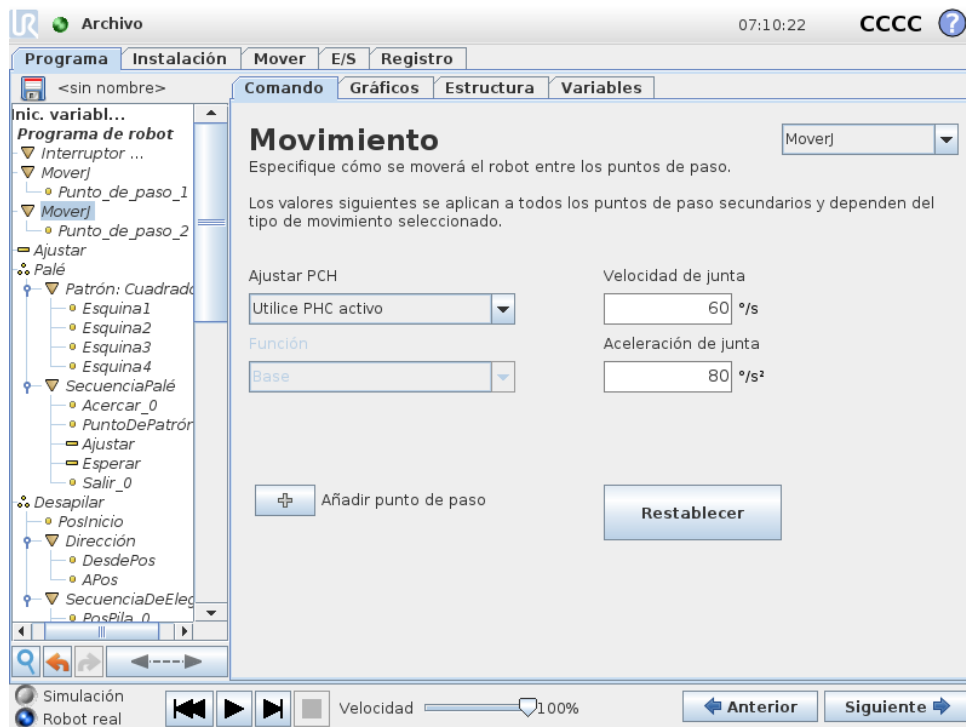 UR Archivo 07:10:22 CCCC ?
Programa Instalación Mover E/S Registro
<sin nombre> Comando Gráficos Estructura Variables
Inic. variabl...
Programa de robot
Interruptor ...
MoverJ
Punto_de_paso_1
MoverJ
Punto_de_paso_2
Ajustar
Palé
Patrón: Cuadrado
Esquina1
Esquina2
Esquina3
Esquina4
SecuenciaPalé
Acercar_0
PuntoDePatrón
Ajustar
Esperar
Salir_0
Desapilar
PosInicio
Dirección
DesdePos
APos
SecuenciaDeEleg
PosPila_0
Movimiento
MoverJ
Especifique cómo se moverá el robot entre los puntos de paso.
Los valores siguientes se aplican a todos los puntos de paso secundarios y dependen del
tipo de movimiento seleccionado.
Ajustar PCH
Utilice PHC activo
Función
Base
Velocidad de junta
60 °/s
Aceleración de junta
80 °/s²
Añadir punto de paso
Restablecer
Simulación
Robot real
Velocidad 100%
Anterior
Siguiente